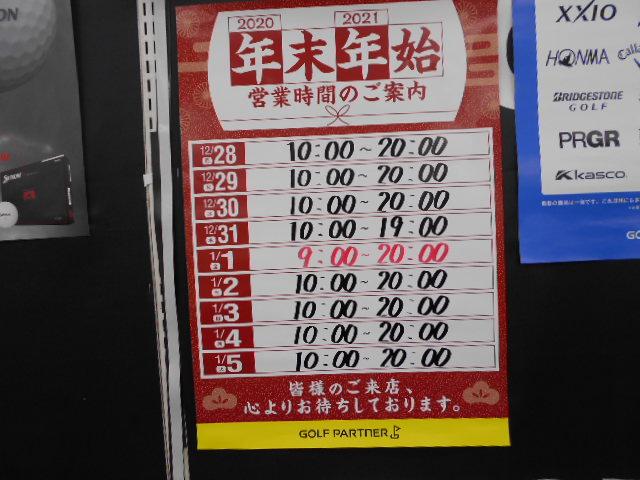 2020 2021
年末年始
営業時間のご案内
12/28 10:00~20:00
12/29 10:00~20:00
12/30 10:00~20:00
12/31 10:00~19:00
1/1 9:00~20:00
1/2 10:00~20:00
1/3 10:00~20:00
1/4 10:00~20:00
1/5 10:00~20:00
皆様のご来店、
心よりお待ちしております。
GOLF PARTNER
SRIXON
XXIO
HONMA
BRIDGESTONE
GOLF
PRGR
Kasco